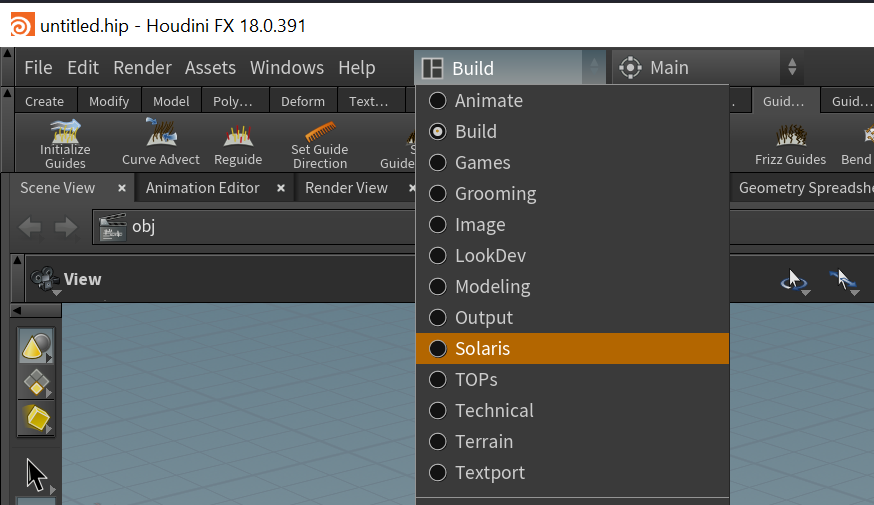 untitled.hip - Houdini FX 18.0.391
File Edit Render Assets Windows Help Build Main
Create Modify Model Poly... Deform Text... ... Guid... Guid...
Initialize Guides
Curve Advect
Reguide
Set Guide Direction
S
Guide
Frizz Guides
Bend
Scene View × Animation Editor × Render View × Geometry Spreadshe
obj
View
Animate
Build
Games
Grooming
Image
LookDev
Modeling
Output
Solaris
TOPs
Technical
Terrain
Textport